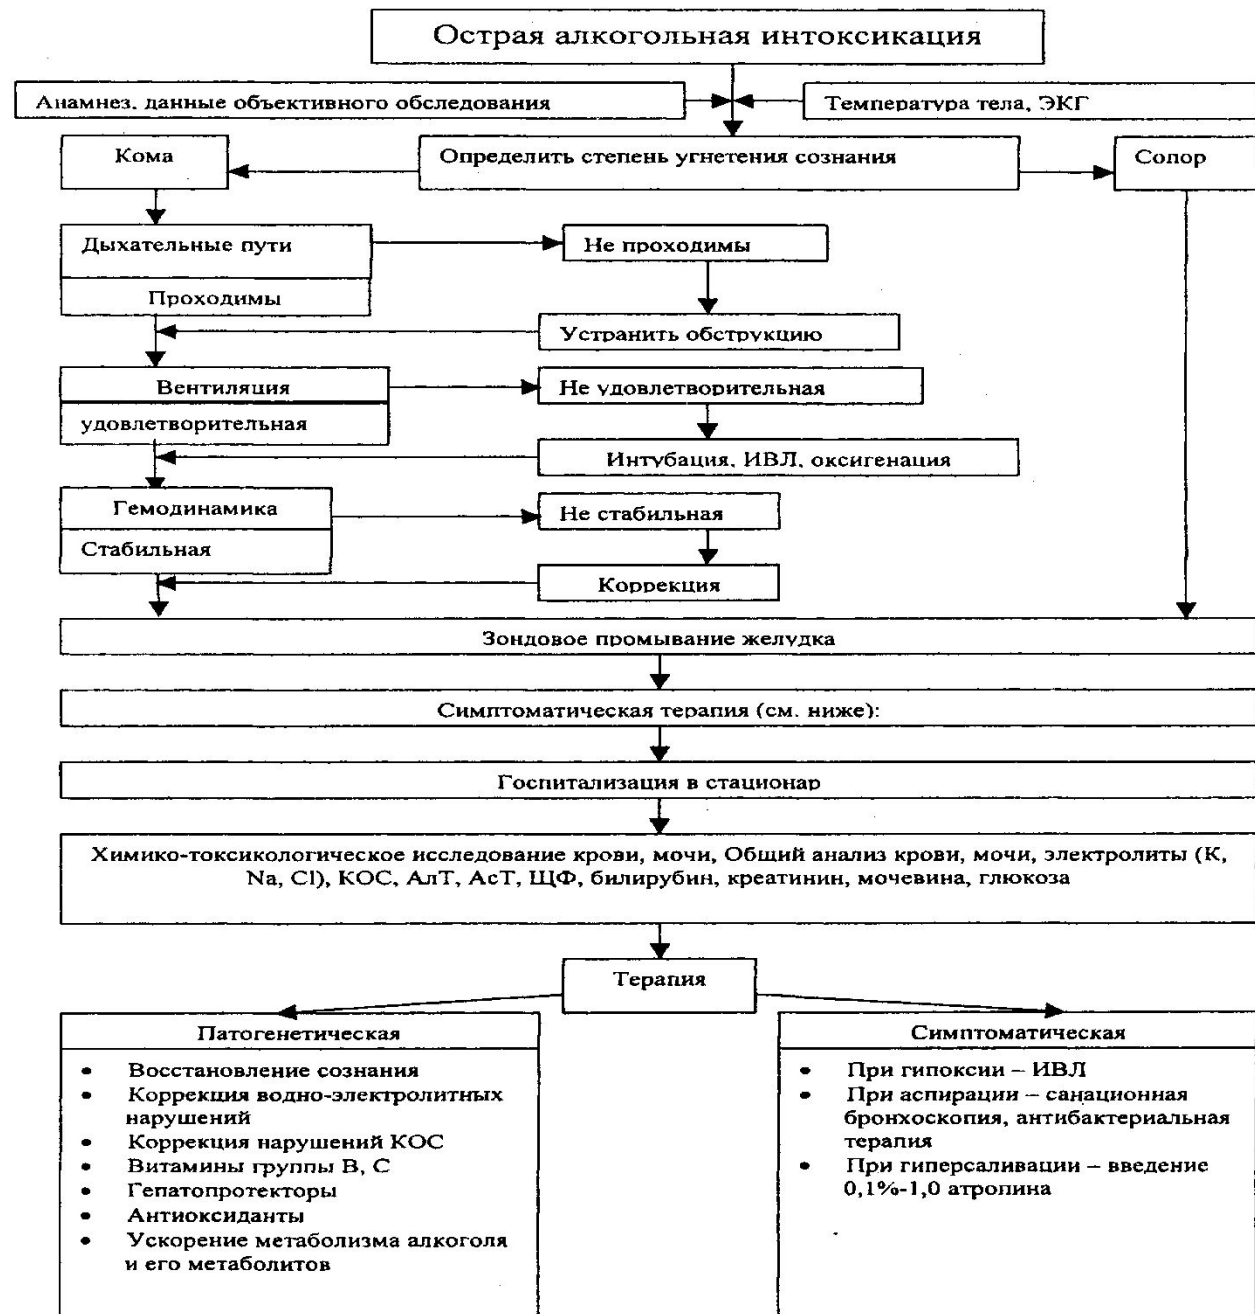 Острая алкогольная интоксикация
Анамнез, данные объективного обследования
Температура тела, ЭКГ
Кома
Определить степень угнетения сознания
Сопор
Дыхательные пути
Не проходимы
Проходимы
Устранить обструкцию
Вентиляция
Не удовлетворительная
удовлетворительная
Интубация, ИВЛ, оксигенация
Гемодинамика
Не стабильная
Стабильная
Коррекция
Зондовое промывание желудка
Симптоматическая терапия (см. ниже):
Госпитализация в стационар
Химико-токсикологическое исследование крови, мочи, Общий анализ крови, мочи, электролиты (К,
Na, Cl), КОС, АлТ, АсТ, ЩФ, билирубин, креатинин, мочевина, глюкоза
Терапия
Патогенетическая
• Восстановление сознания
• Коррекция водно-электролитных
нарушений
• Коррекция нарушений КОС
• Витамины группы В, С
• Гепатопротекторы
• Антиоксиданты
• Ускорение метаболизма алкоголя
и его метаболитов
Симптоматическая
• При гипоксии – ИВЛ
• При аспирации – санационная
бронхоскопия, антибактериальная
терапия
• При гиперсаливации – введение
0,1%-1,0 атропина